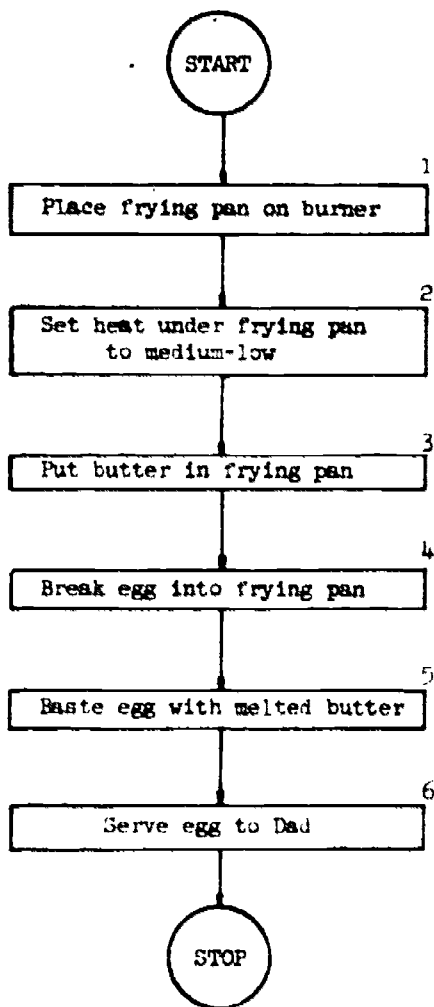 START
1
Place frying pan on burner
2
Set heat under frying pan
to medium-low
3
Put butter in frying pan
4
Break egg into frying pan
5
Baste egg with melted butter
6
Serve egg to Dad
STOP